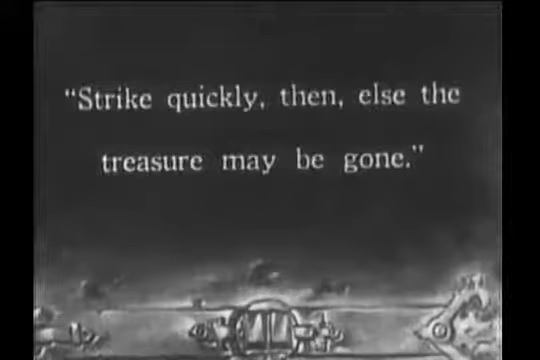 "Strike quickly, then, else the
treasure may be gone."